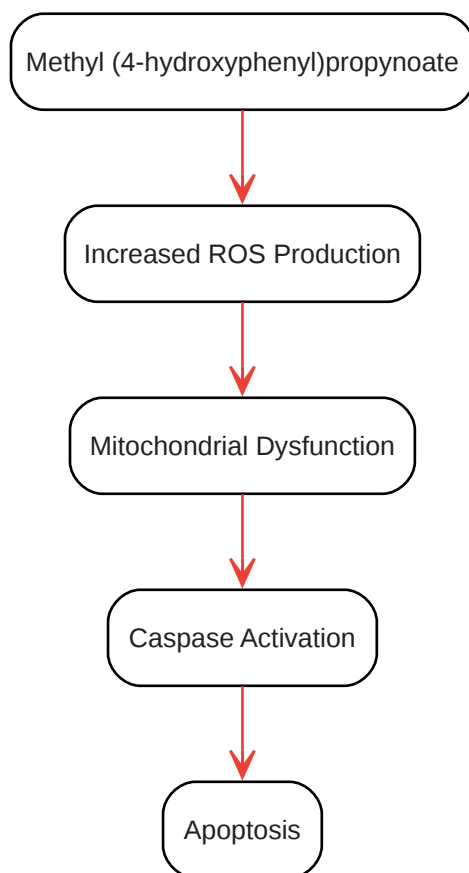 Methyl (4-hydroxyphenyl)propynoate
Increased ROS Production
Mitochondrial Dysfunction
Caspase Activation
Apoptosis